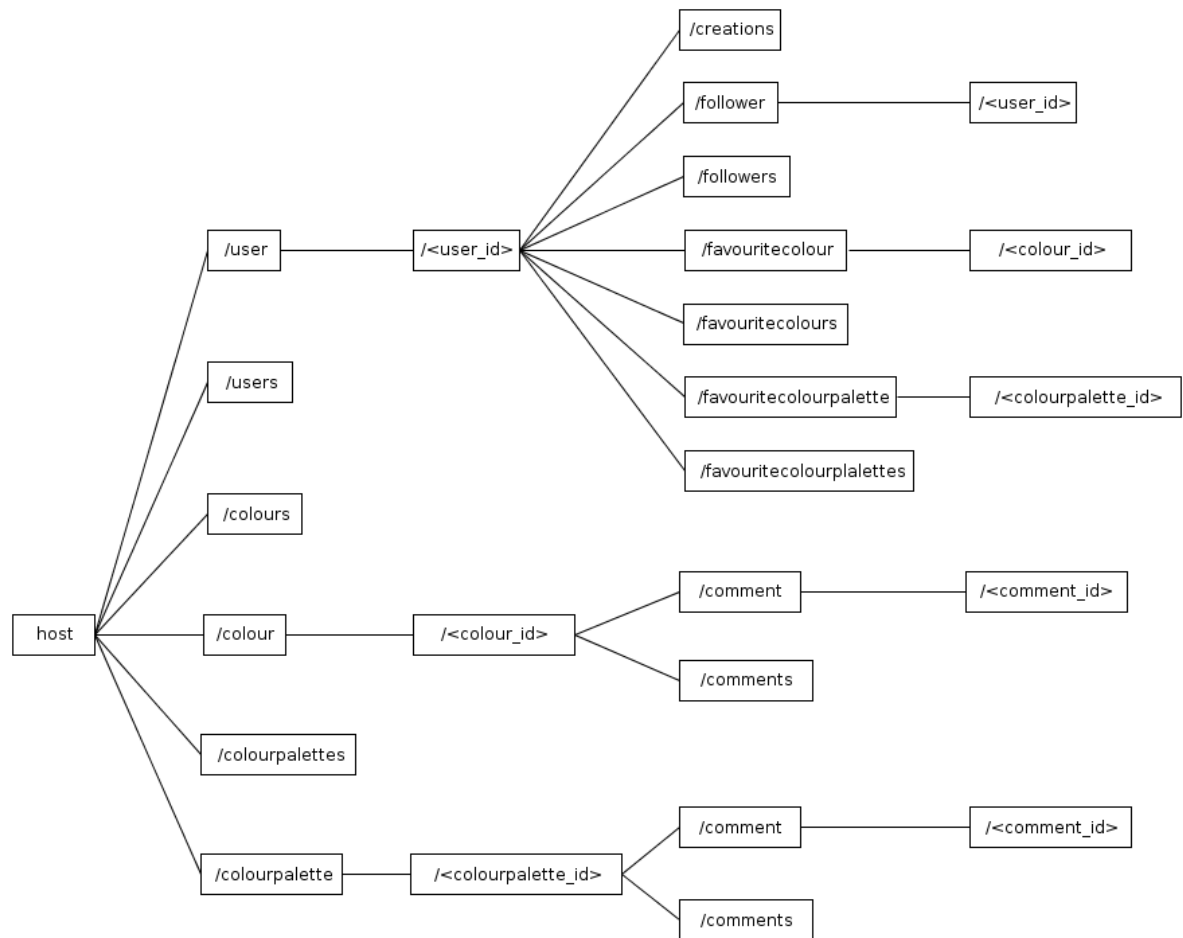 /creations
/follower
/<user_id>
/followers
/user
/<user_id>
/favouritecolour
/<colour_id>
/favouritecolours
/users
/favouritecolourpalette
/<colourpalette_id>
/favouritecolourplalettes
/colours
/comment
/<comment_id>
host
/colour
/<colour_id>
/comments
/colourpalettes
/comment
/<comment_id>
/colourpalette
/<colourpalette_id>
/comments